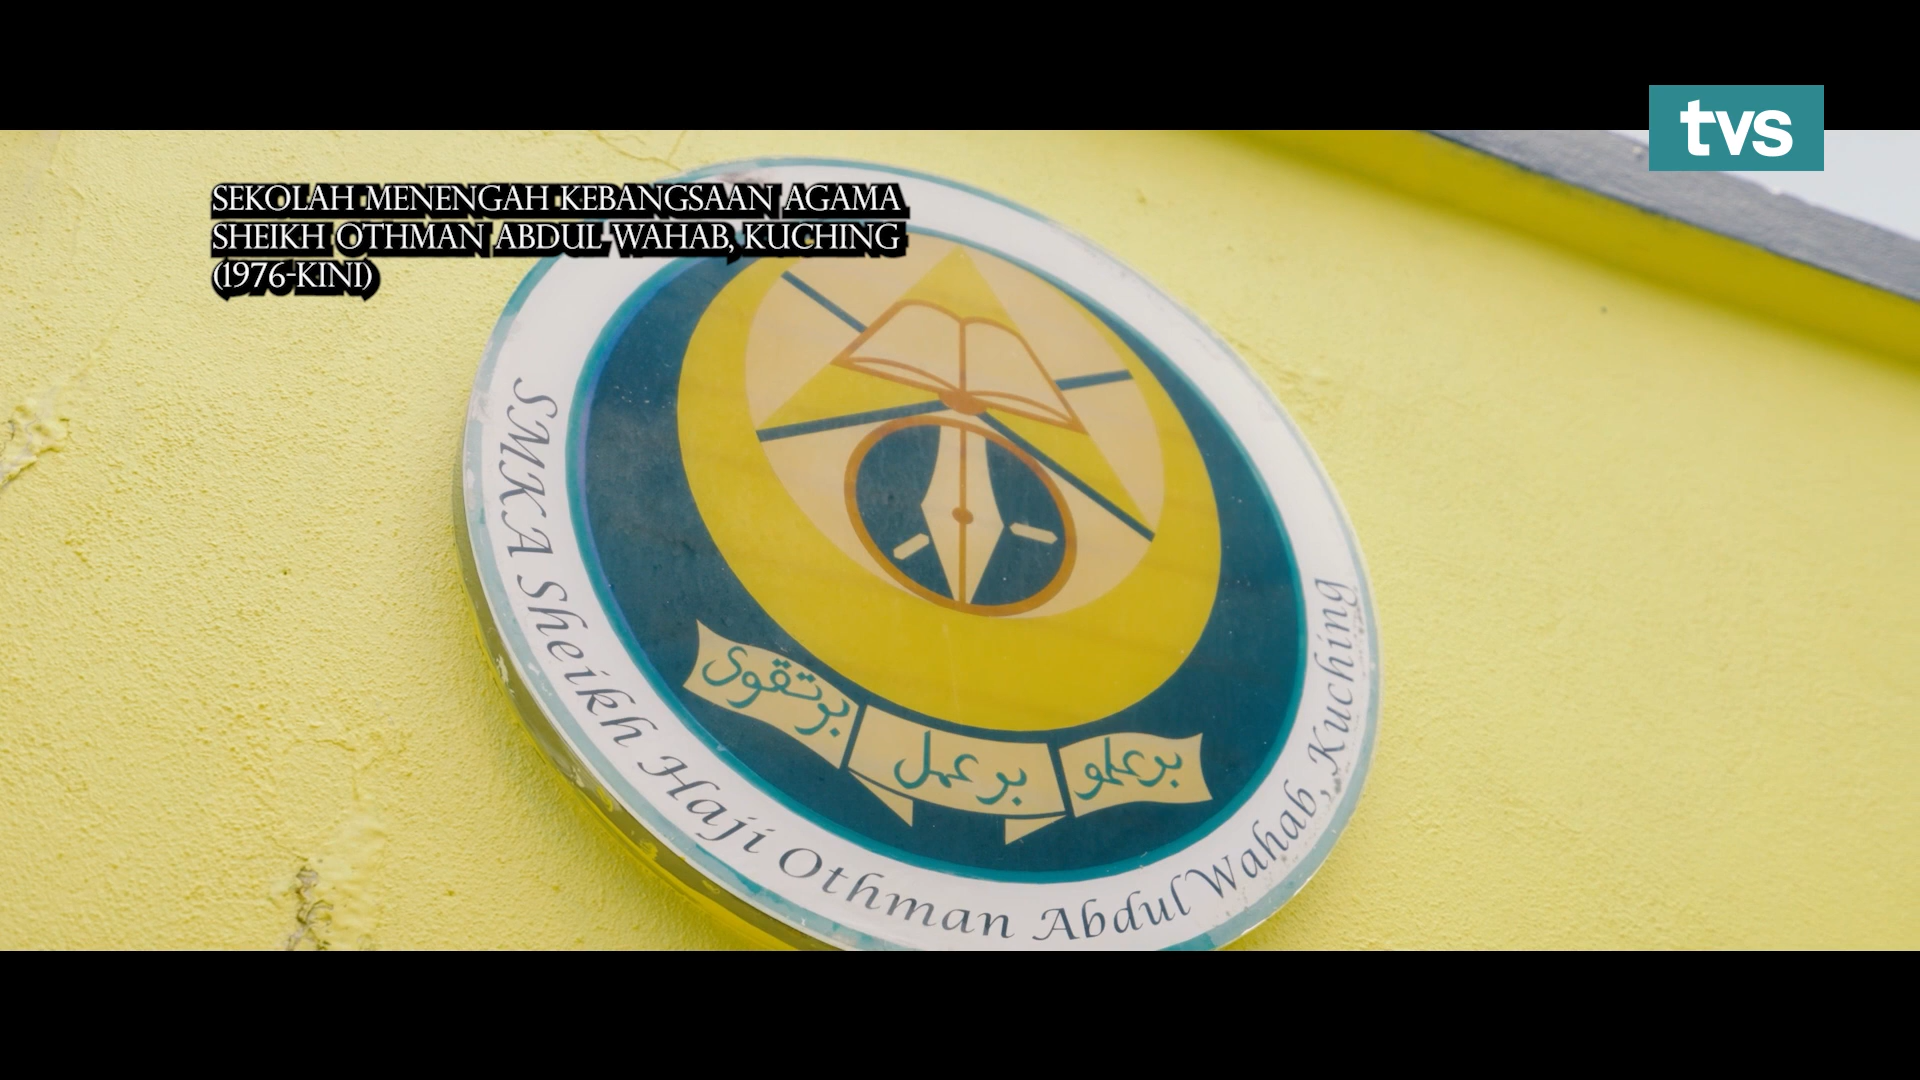 tvs
SEKOLAH MENENGAH KEBANGSAAN AGAMA
SHEIKH OTHMAN ABDUL WAHAB, KUCHING
(1976-KINI)
برعلمو برعمل برتقوى
SMKA Sheikh Haji Othman Abdul Wahab, Kuching